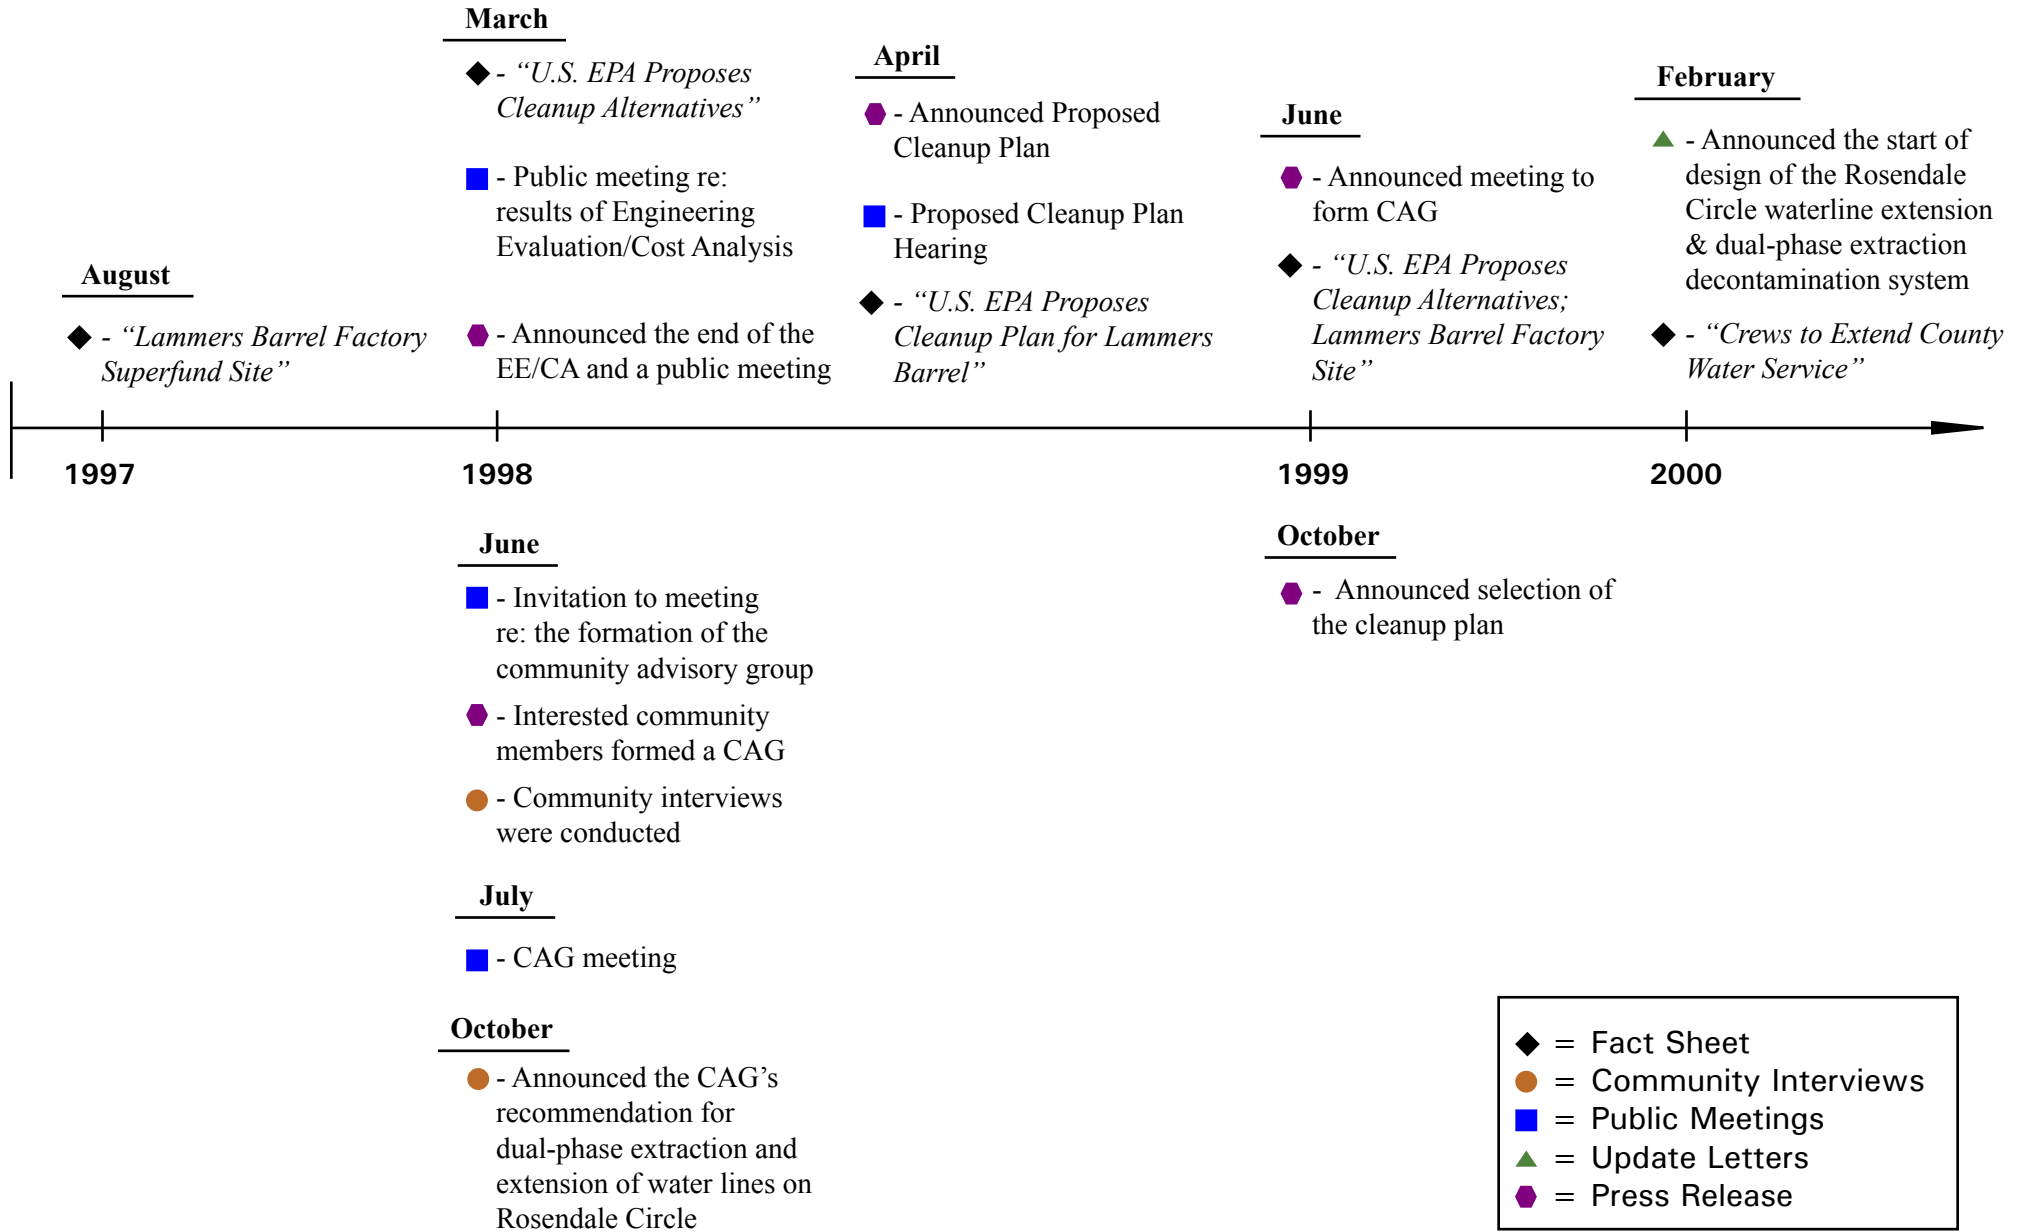 March
- “U.S. EPA Proposes
Cleanup Alternatives”
- Public meeting re:
results of Engineering
Evaluation/Cost Analysis
- Announced the end of the
EE/CA and a public meeting
April
- Announced Proposed
Cleanup Plan
- Proposed Cleanup Plan
Hearing
- “U.S. EPA Proposes
Cleanup Plan for Lammers
Barrel”
June
- Announced meeting to
form CAG
- “U.S. EPA Proposes
Cleanup Alternatives;
Lammers Barrel Factory
Site”
February
- Announced the start of
design of the Rosendale
Circle waterline extension
& dual-phase extraction
decontamination system
- “Crews to Extend County
Water Service”
August
- “Lammers Barrel Factory
Superfund Site”
1997
1998
1999
2000
June
- Invitation to meeting
re: the formation of the
community advisory group
- Interested community
members formed a CAG
- Community interviews
were conducted
July
- CAG meeting
October
- Announced the CAG’s
recommendation for
dual-phase extraction and
extension of water lines on
Rosendale Circle
October
- Announced selection of
the cleanup plan
= Fact Sheet
= Community Interviews
= Public Meetings
= Update Letters
= Press Release